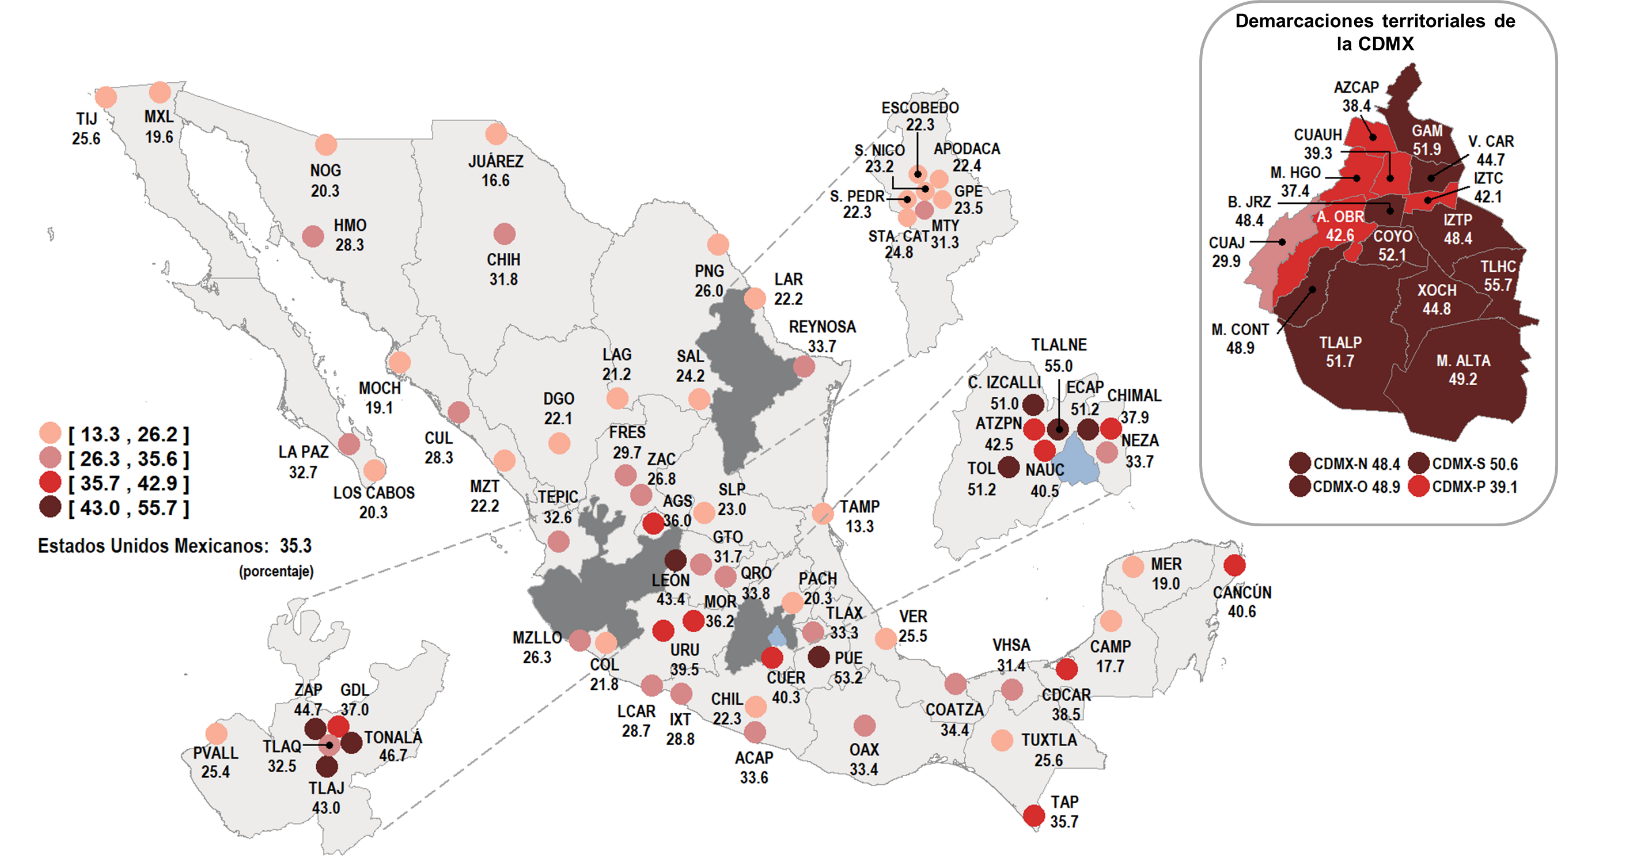 Demarcaciones territoriales de
la CDMX
AZCAP
38.4
CUAUH
39.3
GAM
51.9
V. CAR
44.7
M. HGO
37.4
IZTC
42.1
B. JRZ
48.4
A. OBR
42.6
IZTP
48.4
CUAJ
29.9
COYO
52.1
TLHC
55.7
XOCH
44.8
M. CONT
48.9
TLALP
51.7
M. ALTA
49.2
CDMX-N 48.4
CDMX-S 50.6
CDMX-O 48.9
CDMX-P 39.1
TIJ
25.6
MXL
19.6
NOG
20.3
HMO
28.3
JUÁREZ
16.6
CHIH
31.8
PNG
26.0
LAR
22.2
REYNOSA
33.7
ESCOBEDO
22.3
S. NICO
23.2
APODACA
22.4
S. PEDR
22.3
GPE
23.5
MTY
31.3
STA. CAT
24.8
MOCH
19.1
LAG
21.2
SAL
24.2
DGO
22.1
CUL
28.3
LA PAZ
32.7
LOS CABOS
20.3
MZT
22.2
FRES
29.7
ZAC
26.8
TEPIC
32.6
AGS
36.0
SLP
23.0
TAMP
13.3
GTO
31.7
LEÓN
43.4
QRO
33.8
PACH
20.3
MOR
36.2
TLAX
33.3
VER
25.5
MZLLO
26.3
COL
21.8
URU
39.5
CUER
40.3
PUE
53.2
LCAR
28.7
IXT
28.8
CHIL
22.3
ACAP
33.6
OAX
33.4
COATZA
34.4
VHSA
31.4
CDCAR
38.5
CAMP
17.7
MER
19.0
CANCÚN
40.6
TUXTLA
25.6
TAP
35.7
TLALNE
55.0
C. IZCALLI
51.0
ECAP
51.2
CHIMAL
37.9
ATZPN
42.5
NEZA
33.7
TOL
51.2
NAUC
40.5
[ 13.3 , 26.2 ]
[ 26.3 , 35.6 ]
[ 35.7 , 42.9 ]
[ 43.0 , 55.7 ]
Estados Unidos Mexicanos: 35.3
(porcentaje)
ZAP
44.7
GDL
37.0
PVALL
25.4
TLAQ
32.5
TONALÁ
46.7
TLAJ
43.0